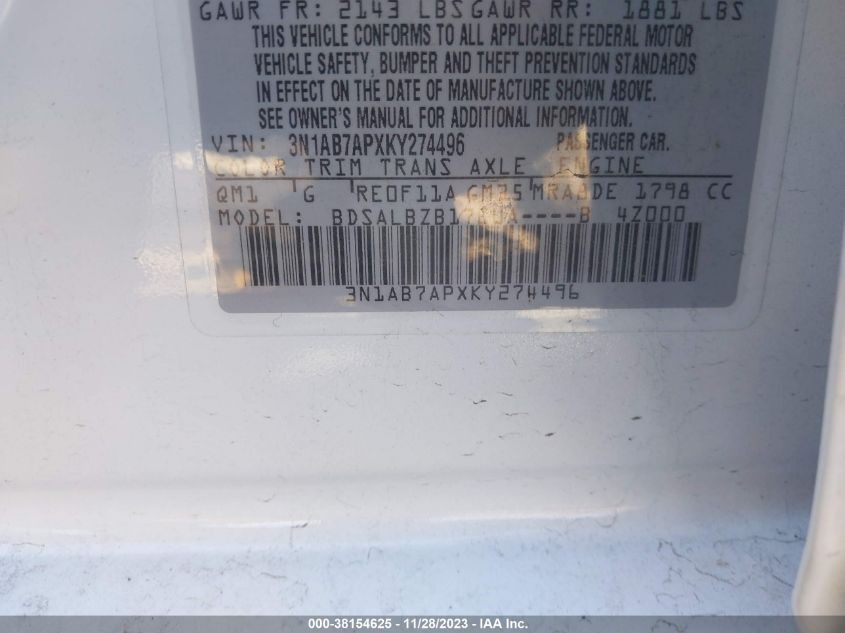 GAWR FR: 2143 LBS GAWR RR: 1881 LBS
THIS VEHICLE CONFORMS TO ALL APPLICABLE FEDERAL MOTOR
VEHICLE SAFETY, BUMPER AND THEFT PREVENTION STANDARDS
IN EFFECT ON THE DATE OF MANUFACTURE SHOWN ABOVE.
SEE OWNER'S MANUAL FOR ADDITIONAL INFORMATION.
VIN: 3N1AB7APXKY274496 PASSENGER CAR.
COLOR TRIM TRANS AXLE ENGINE
QM1 G RE0F11A GM25 MRA8DE 1798 CC
MODEL: 4Z000
3N1AB7APXKY274496
000-38154625 - 11/28/2023 - IAA Inc.